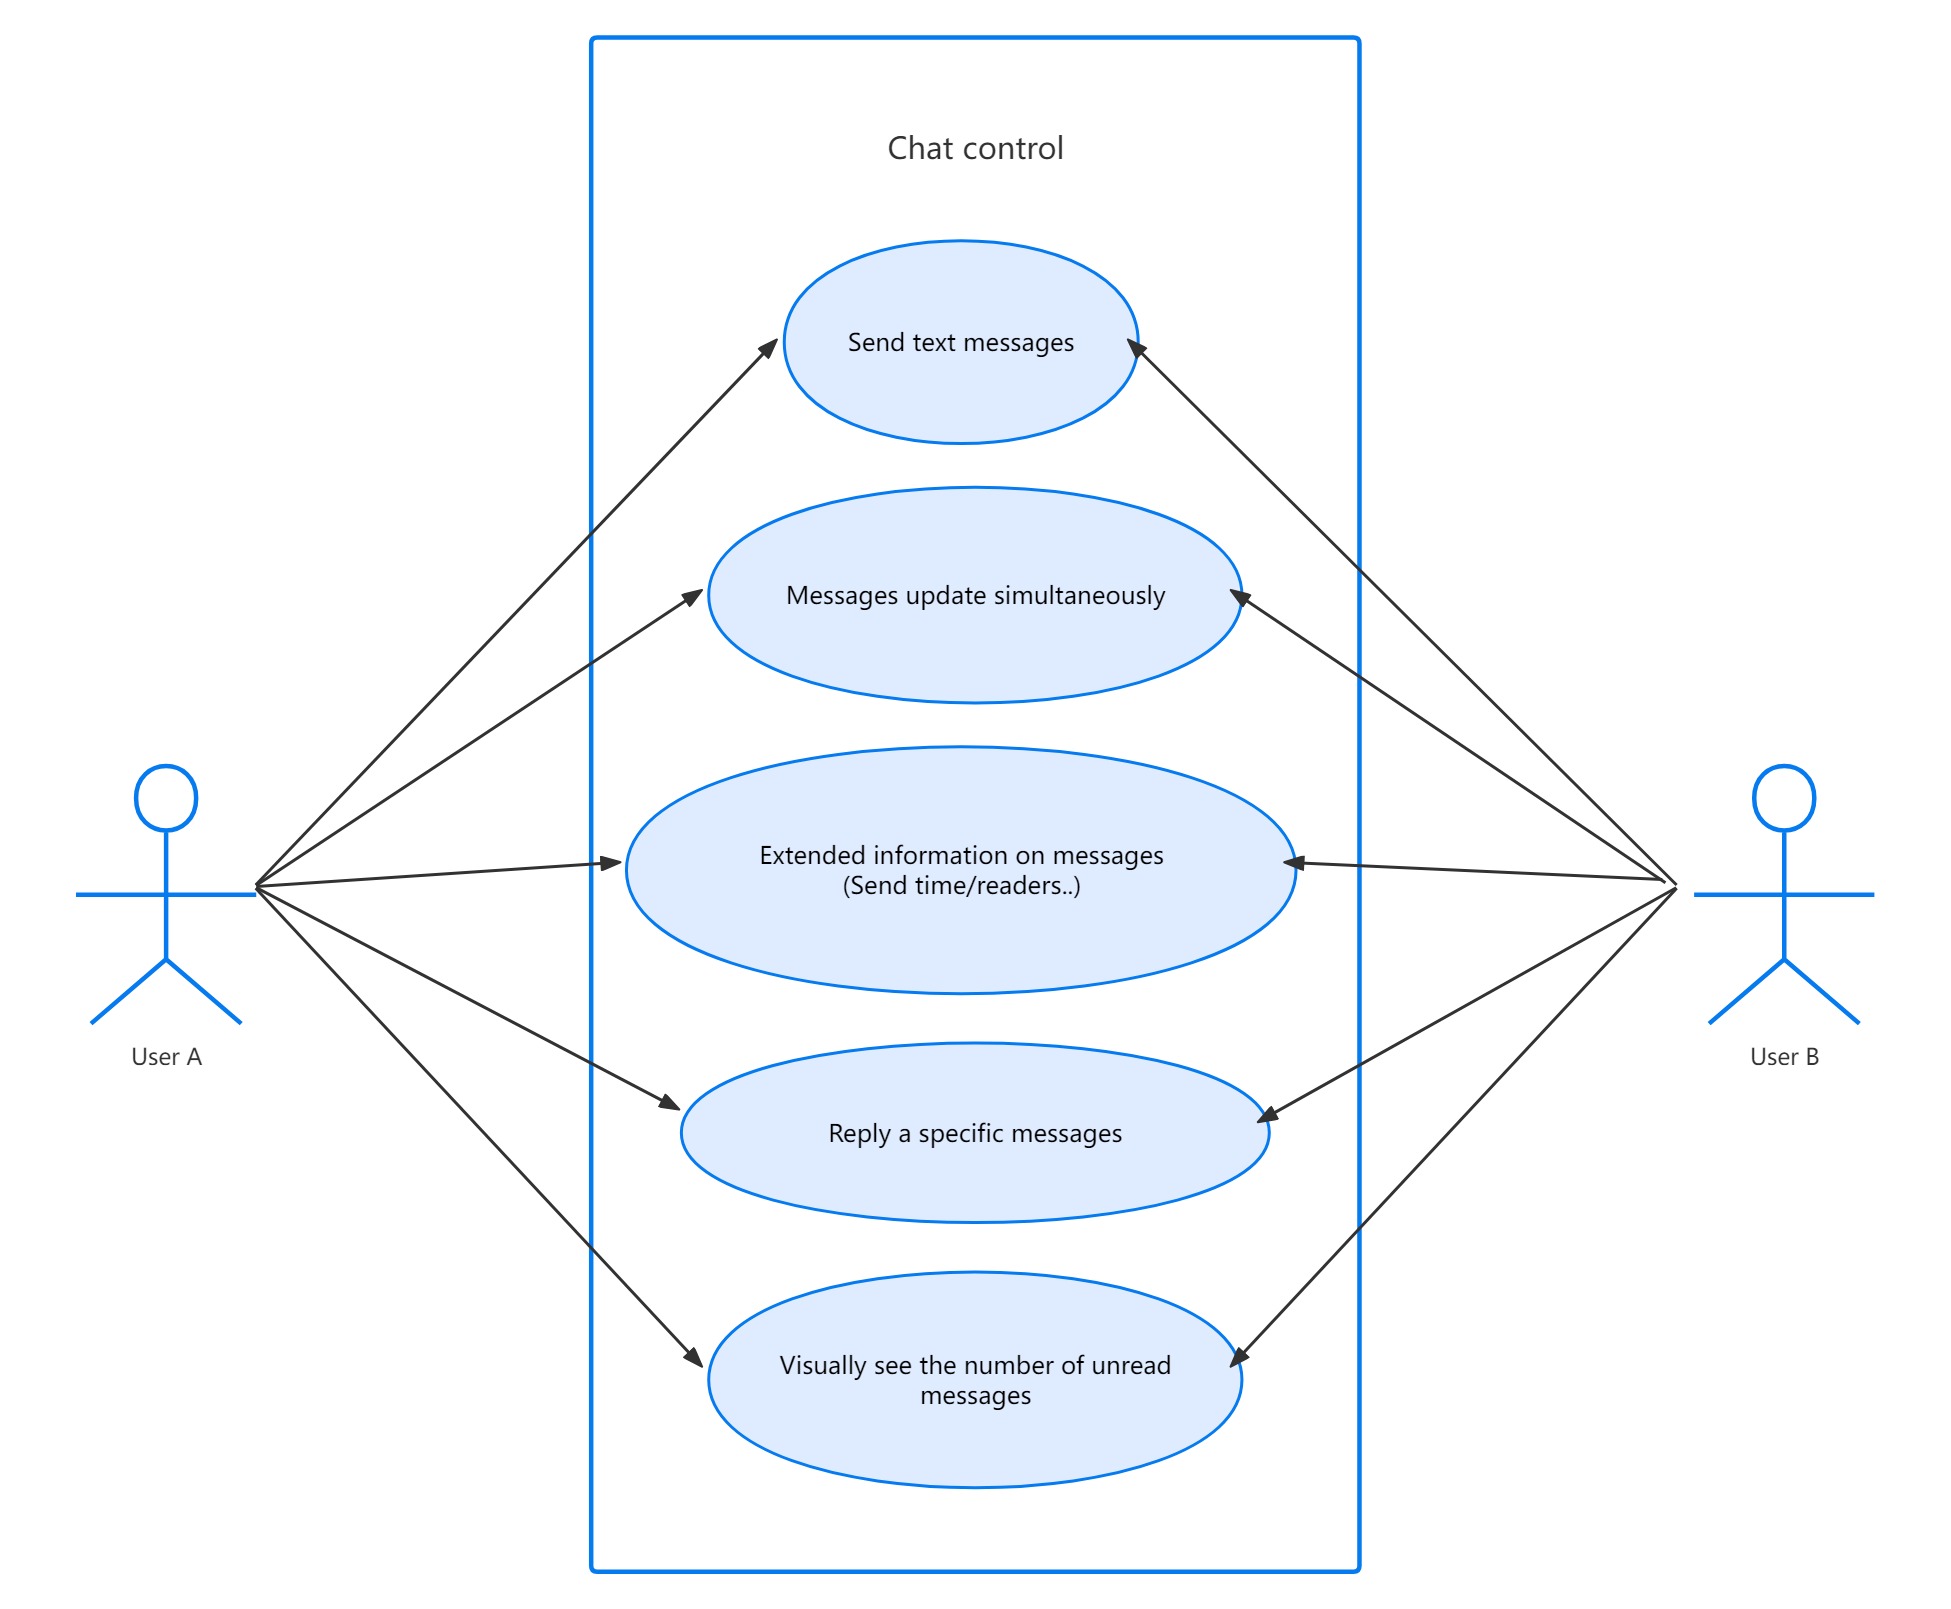 Chat control
Send text messages
Messages update simultaneously
Extended information on messages
(Send time/readers..)
User A
User B
Reply a specific messages
Visually see the number of unread
messages